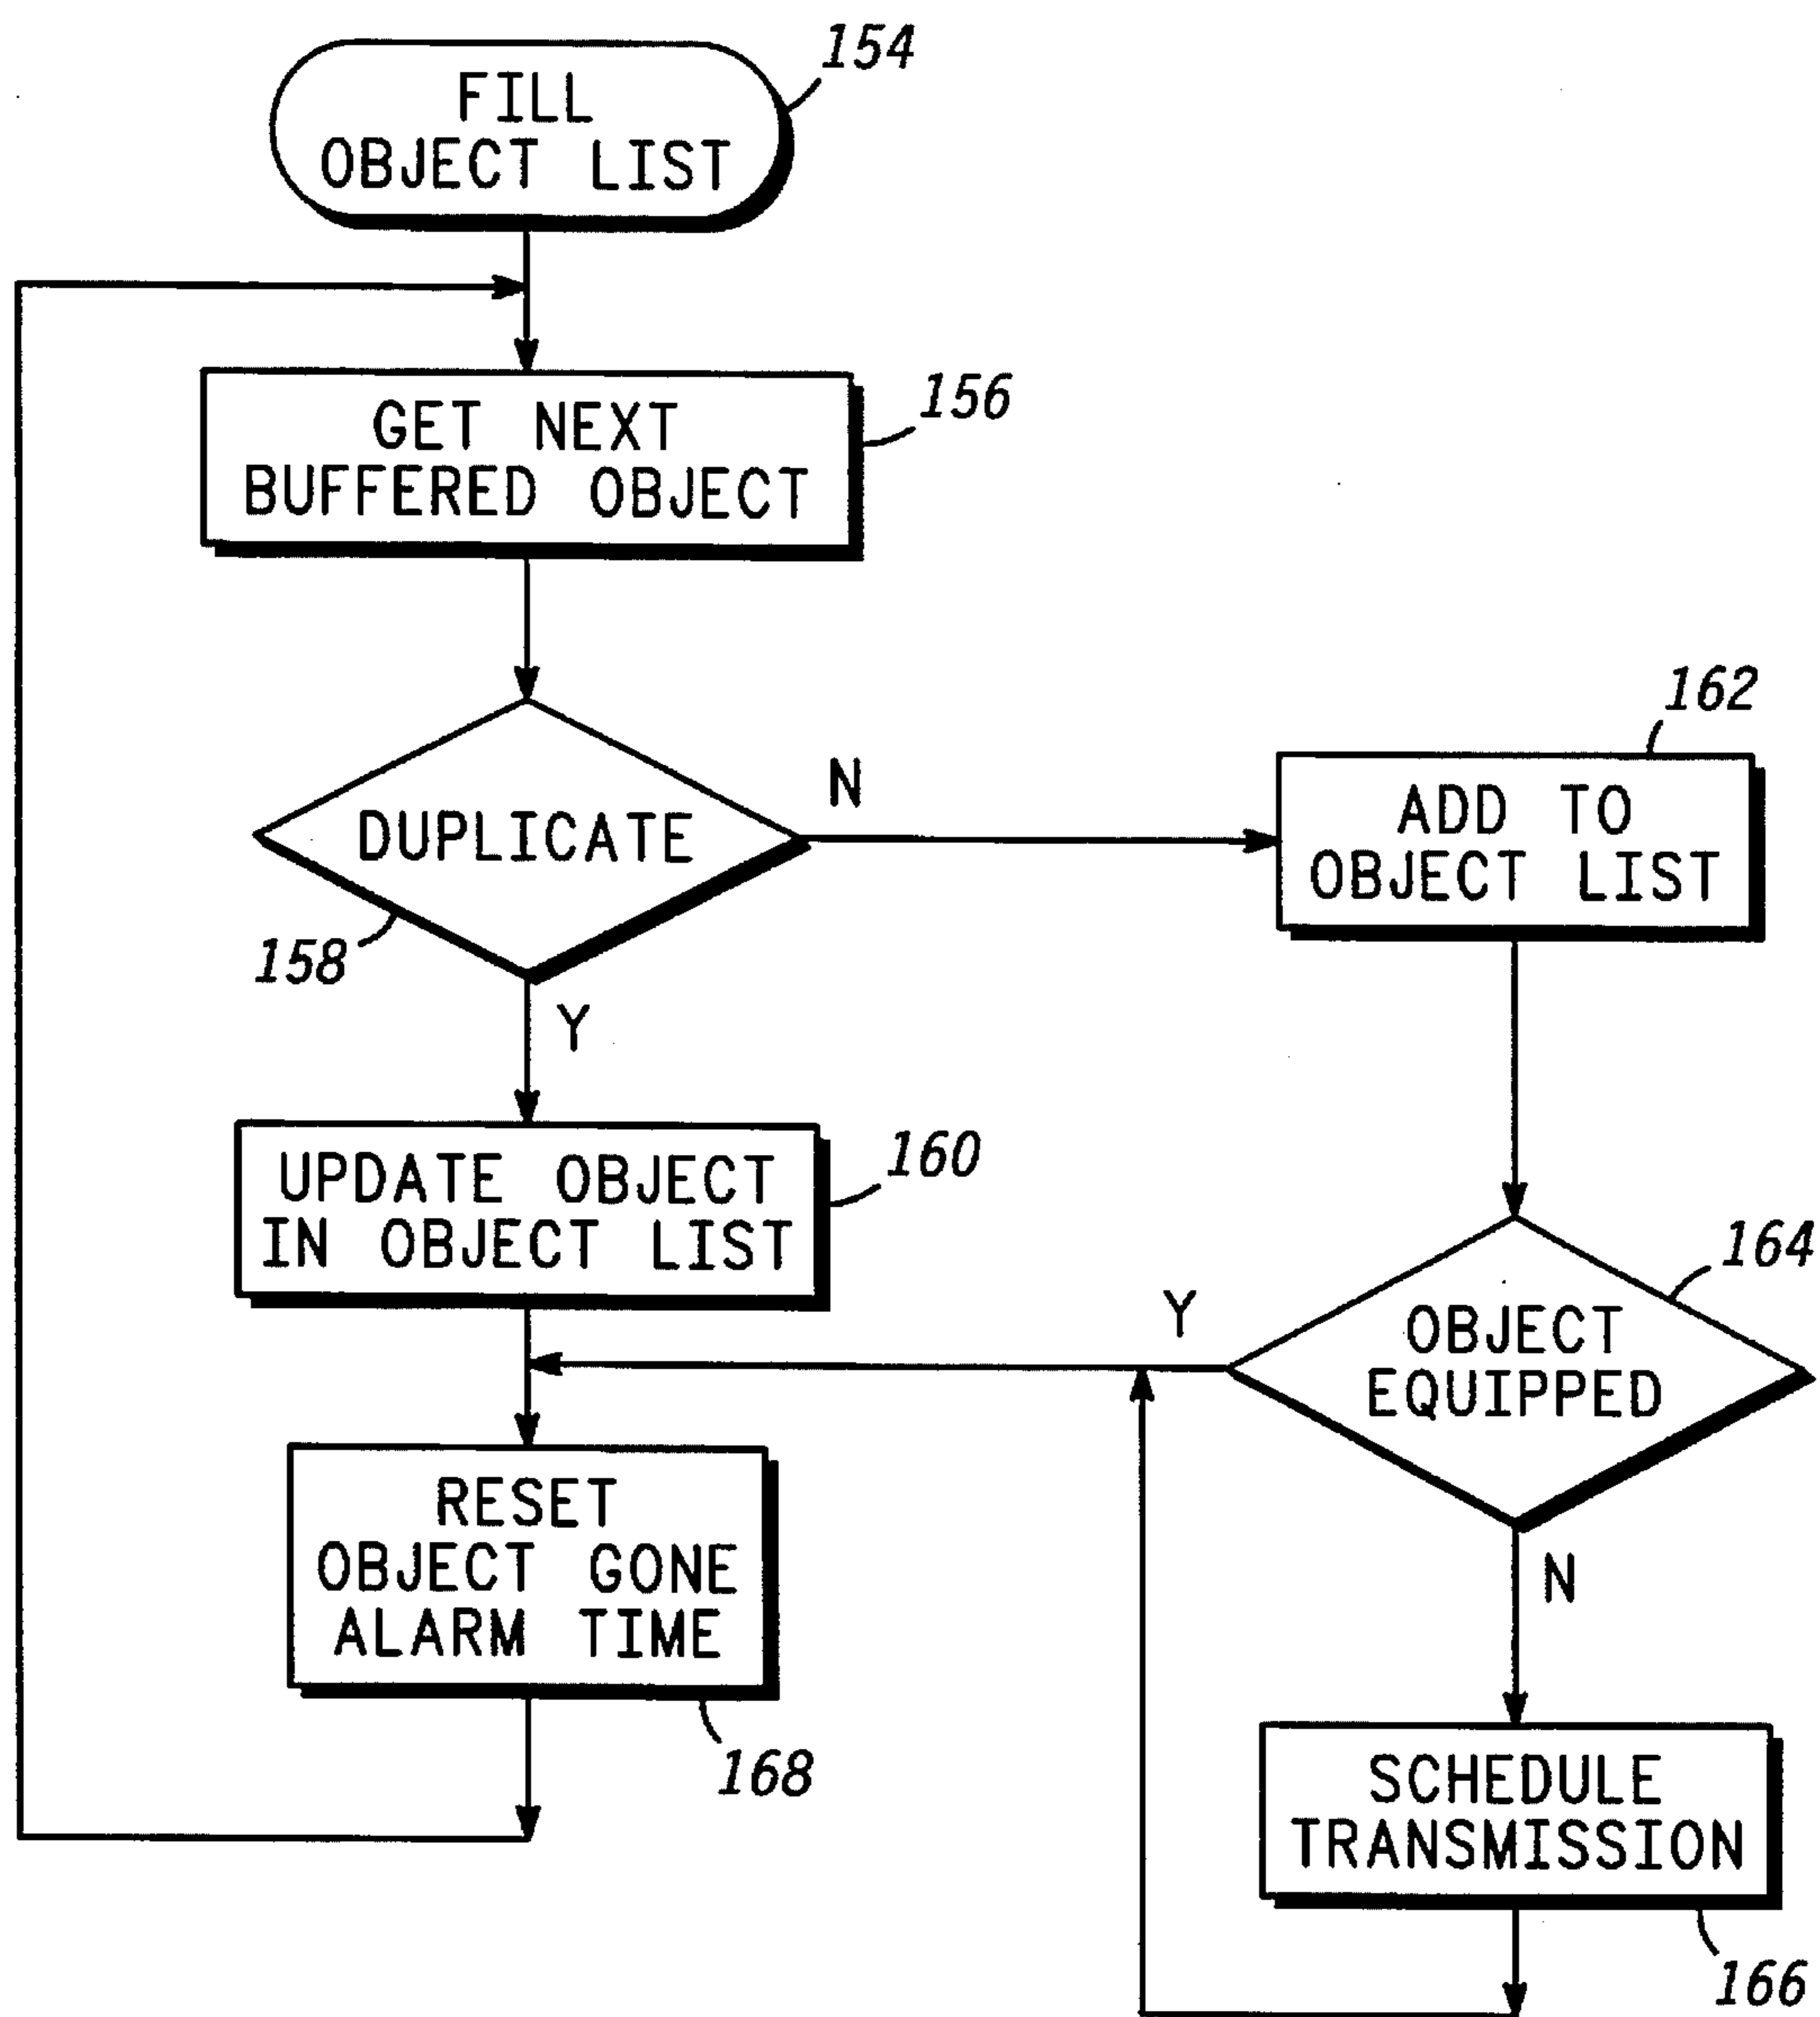 154
FILL
OBJECT LIST
156
GET NEXT
BUFFERED OBJECT
162
N
ADD TO
OBJECT LIST
DUPLICATE
158
Y
160
UPDATE OBJECT
IN OBJECT LIST
164
Y
OBJECT
EQUIPPED
RESET
OBJECT GONE
ALARM TIME
N
168
SCHEDULE
TRANSMISSION
166